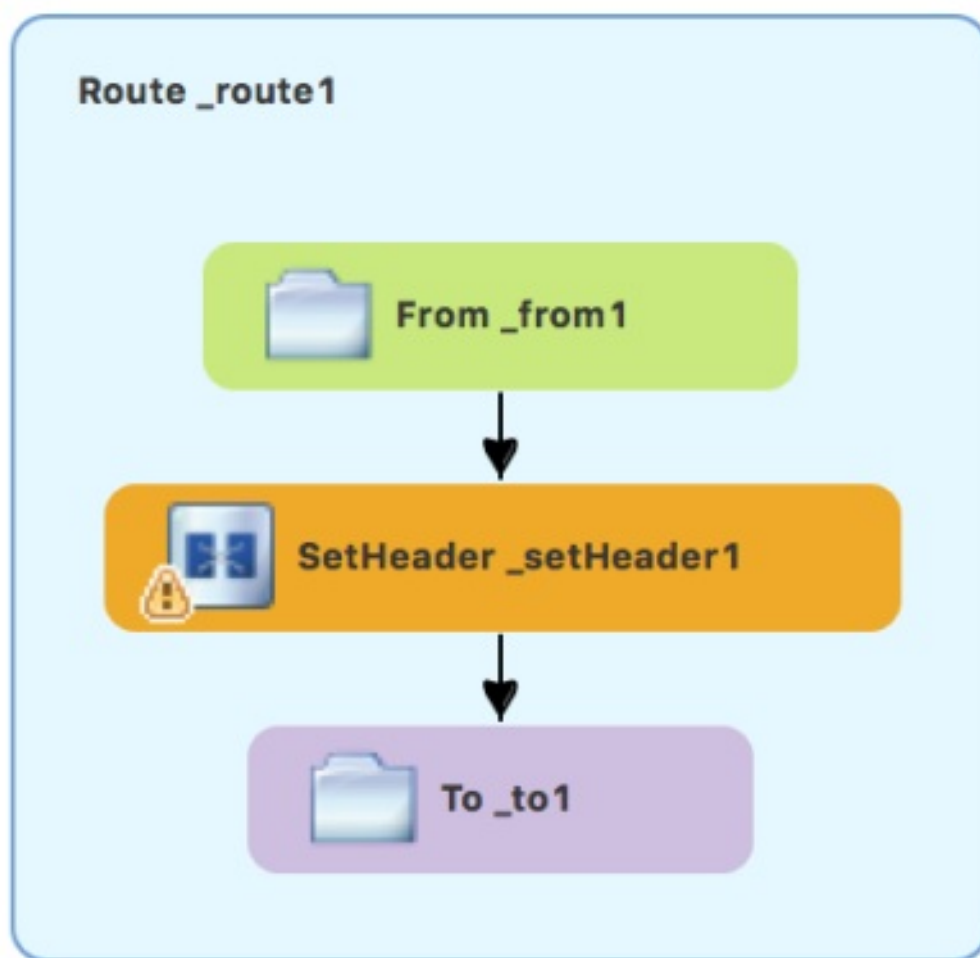 Route _route1
From _from1
SetHeader _setHeader1
To _to1